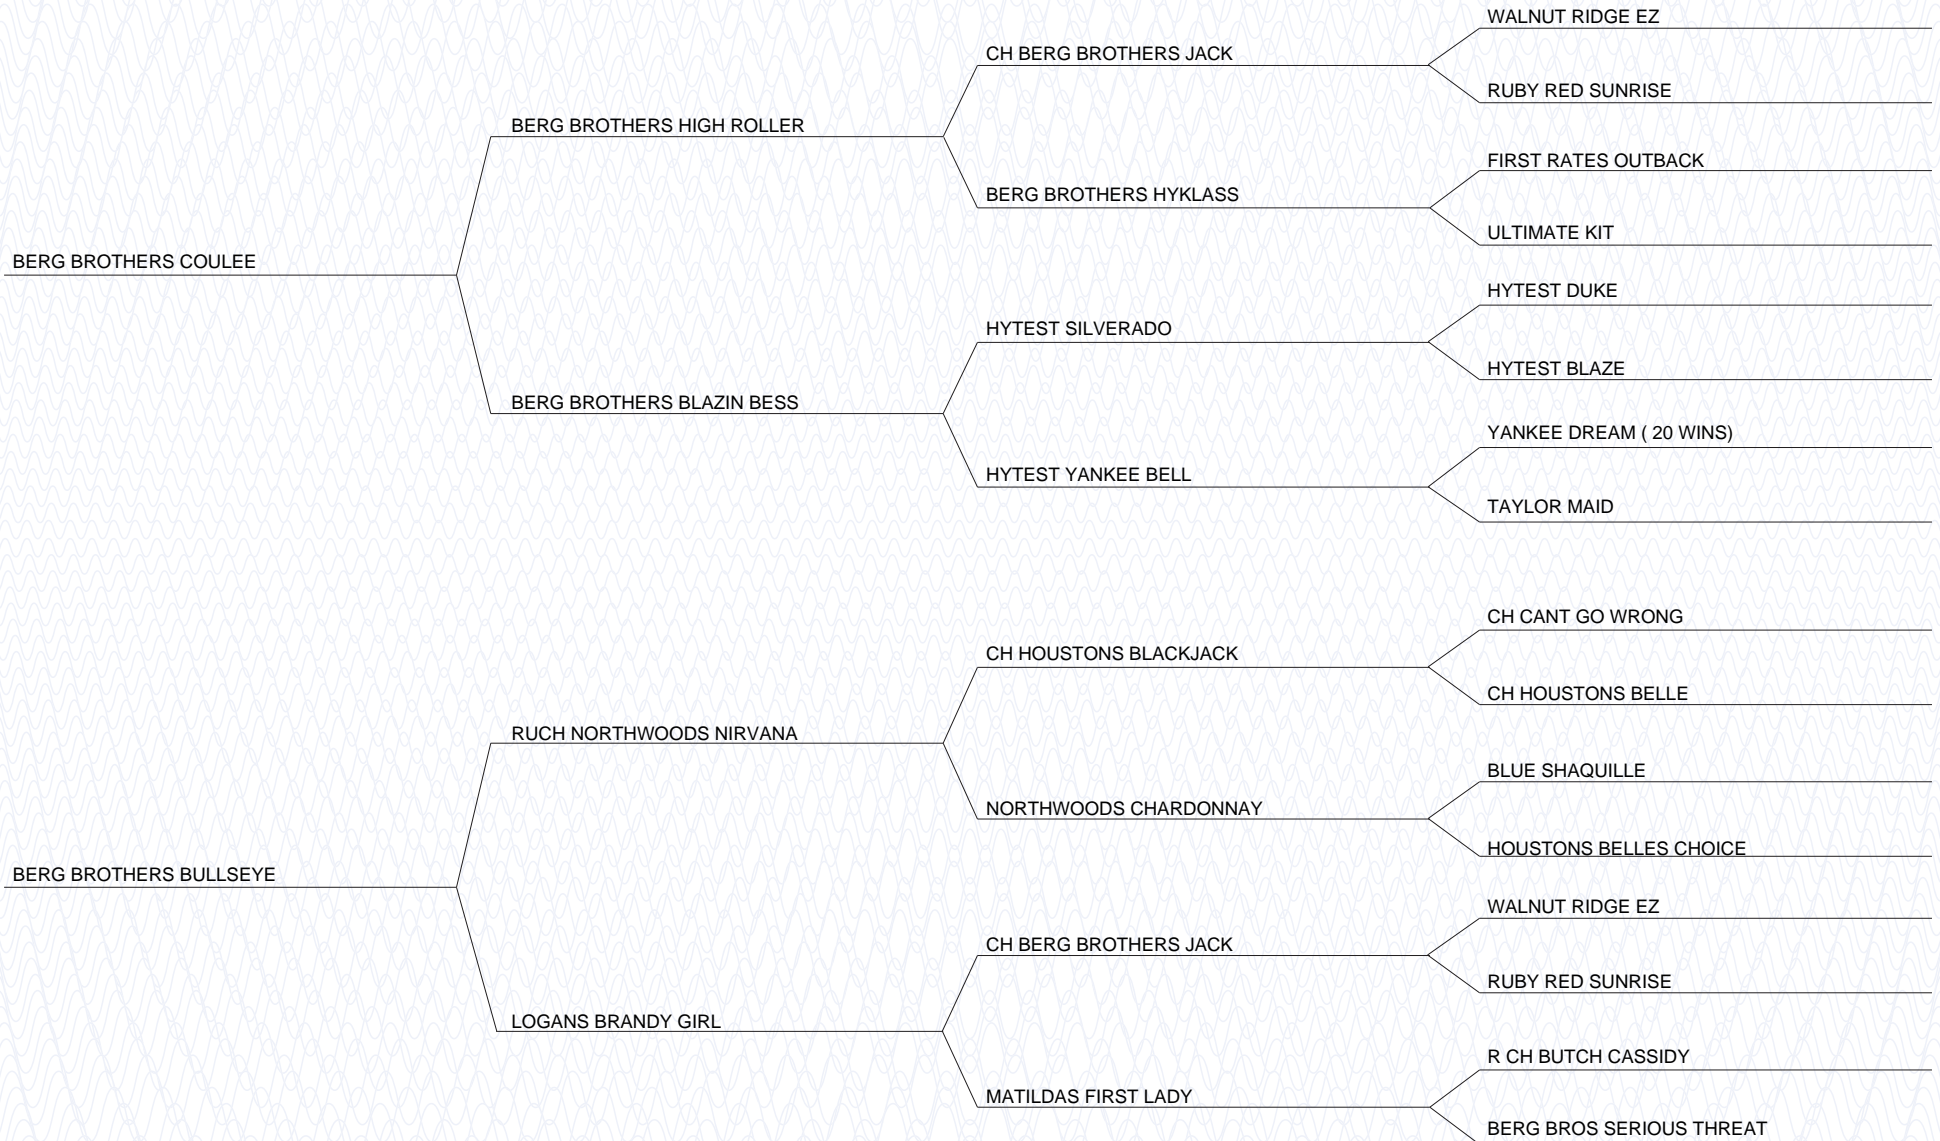 WALNUT RIDGE EZ
CH BERG BROTHERS JACK
RUBY RED SUNRISE
BERG BROTHERS HIGH ROLLER
FIRST RATES OUTBACK
BERG BROTHERS HYKLASS
ULTIMATE KIT
BERG BROTHERS COULEE
HYTEST DUKE
HYTEST SILVERADO
HYTEST BLAZE
BERG BROTHERS BLAZIN BESS
YANKEE DREAM ( 20 WINS)
HYTEST YANKEE BELL
TAYLOR MAID
CH CANT GO WRONG
CH HOUSTONS BLACKJACK
CH HOUSTONS BELLE
RUCH NORTHWOODS NIRVANA
BLUE SHAQUILLE
NORTHWOODS CHARDONNAY
HOUSTONS BELLES CHOICE
BERG BROTHERS BULLSEYE
WALNUT RIDGE EZ
CH BERG BROTHERS JACK
RUBY RED SUNRISE
LOGANS BRANDY GIRL
R CH BUTCH CASSIDY
MATILDAS FIRST LADY
BERG BROS SERIOUS THREAT